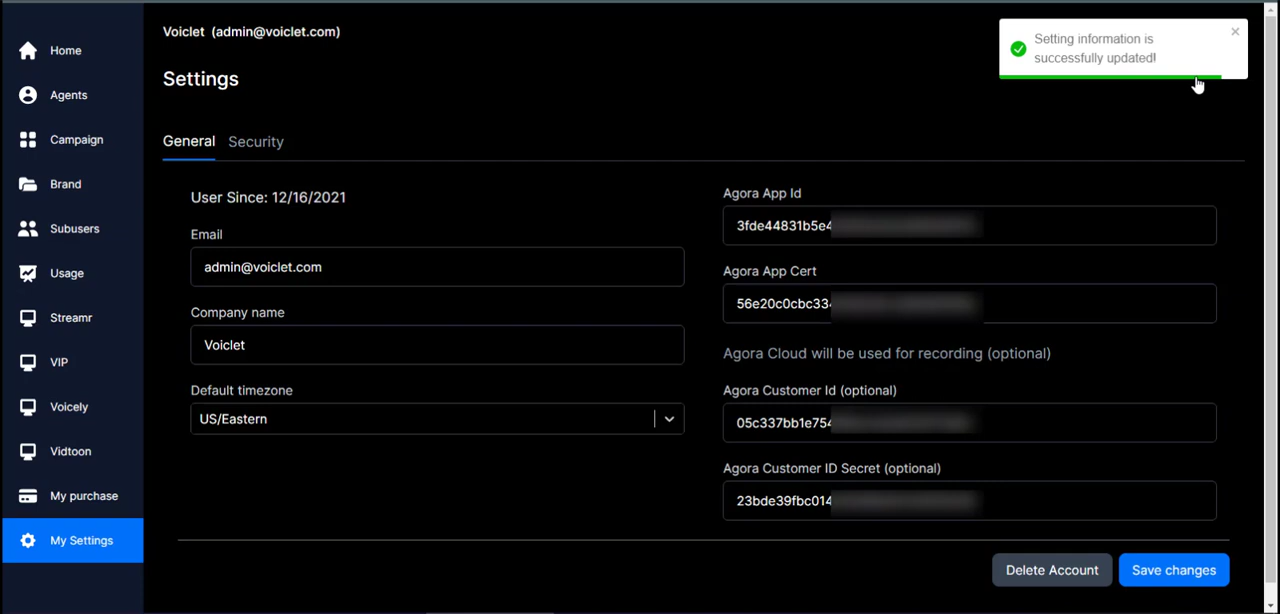 Voiclet (admin@voiclet.com)
Setting information is
successfully updated!
Home
Agents
Campaign
Brand
Subusers
Usage
Streamr
VIP
Voicely
Vidtoon
My purchase
My Settings
Settings
General Security
User Since: 12/16/2021
Email
admin@voiclet.com
Company name
Voiclet
Default timezone
US/Eastern
Agora App Id
3fde44831b5e4
Agora App Cert
56e20c0cbc334
Agora Cloud will be used for recording (optional)
Agora Customer Id (optional)
05c337bb1e754
Agora Customer ID Secret (optional)
23bde39fbc014
Delete Account Save changes